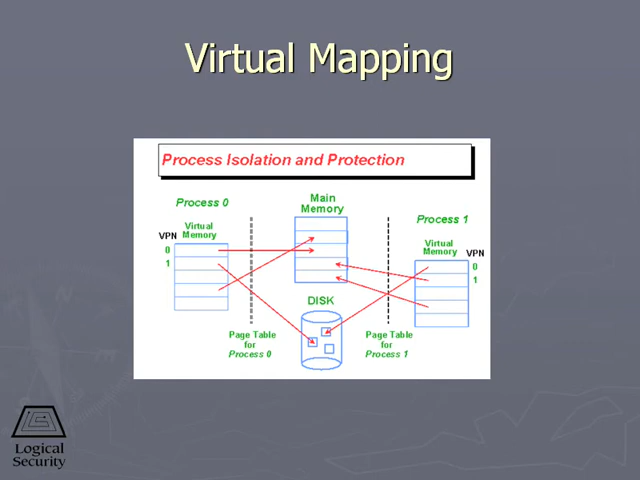 Virtual Mapping
Process Isolation and Protection
Process 0
Main
Memory
Process 1
Virtual
Memory
VPN
0
1
Virtual
Memory
VPN
0
1
DISK
Page Table
for
Process 0
Page Table
for
Process 1
Logical
Security